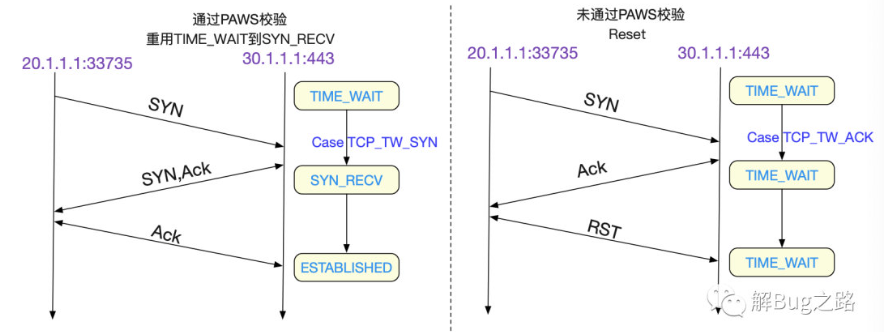 通过PAWS校验
重用TIME_WAIT到SYN_RECV
20.1.1.1:33735
30.1.1.1:443
SYN
TIME_WAIT
Case TCP_TW_SYN
SYN,Ack
SYN_RECV
Ack
ESTABLISHED
未通过PAWS校验
Reset
20.1.1.1:33735
30.1.1.1:443
SYN
TIME_WAIT
Case TCP_TW_ACK
Ack
TIME_WAIT
RST
TIME_WAIT
解Bug之路